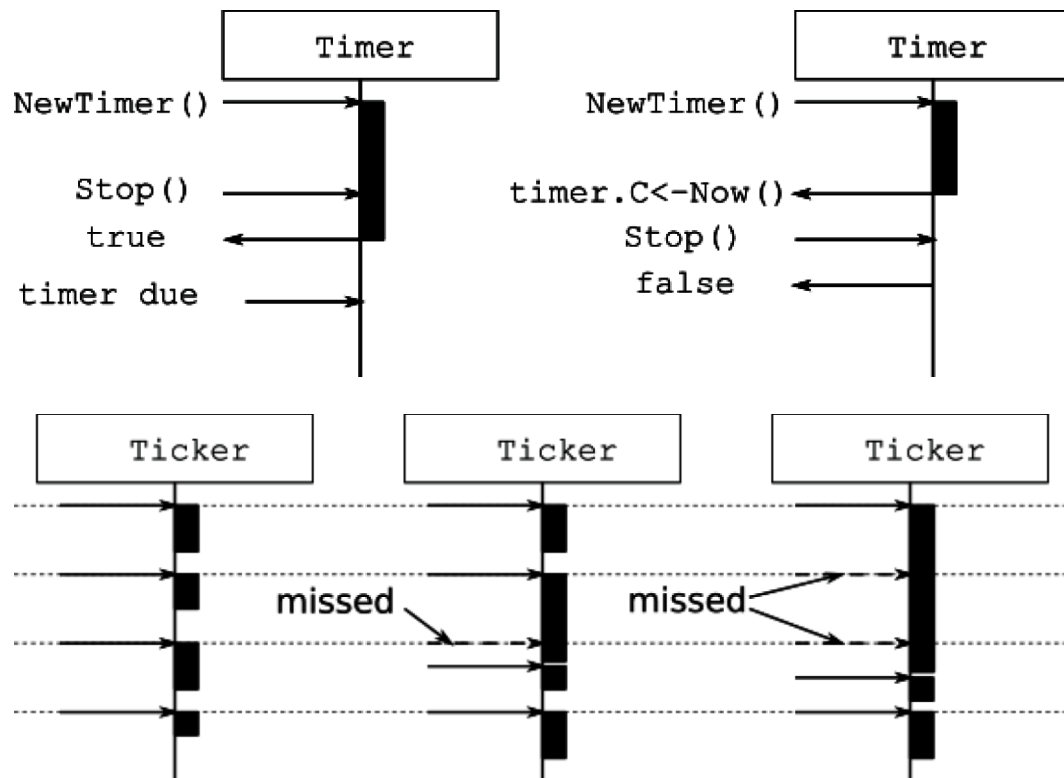 Timer
NewTimer()
Stop()
true
timer due
Timer
NewTimer()
timer.C<-Now()
Stop()
false
Ticker
Ticker
Ticker
missed
missed